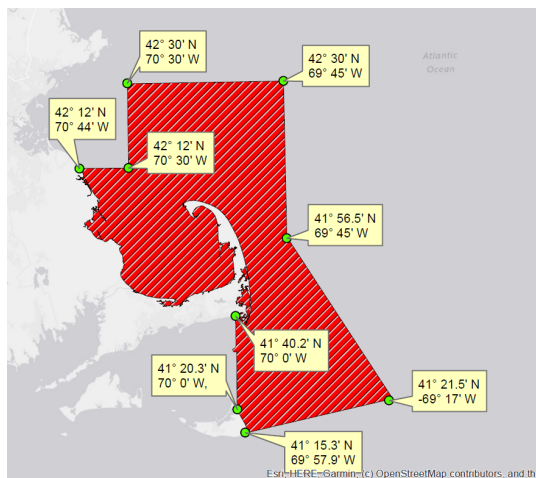 42° 30' N
70° 30' W
42° 30' N
69° 45' W
Atlantic
Ocean
42° 12' N
70° 44' W
42° 12' N
70° 30' W
41° 56.5' N
69° 45' W
41° 40.2' N
70° 0' W
41° 20.3' N
70° 0' W,
41° 21.5' N
-69° 17' W
41° 15.3' N
69° 57.9' W
Esri, HERE, Garmin, (c) OpenStreetMap contributors, and th